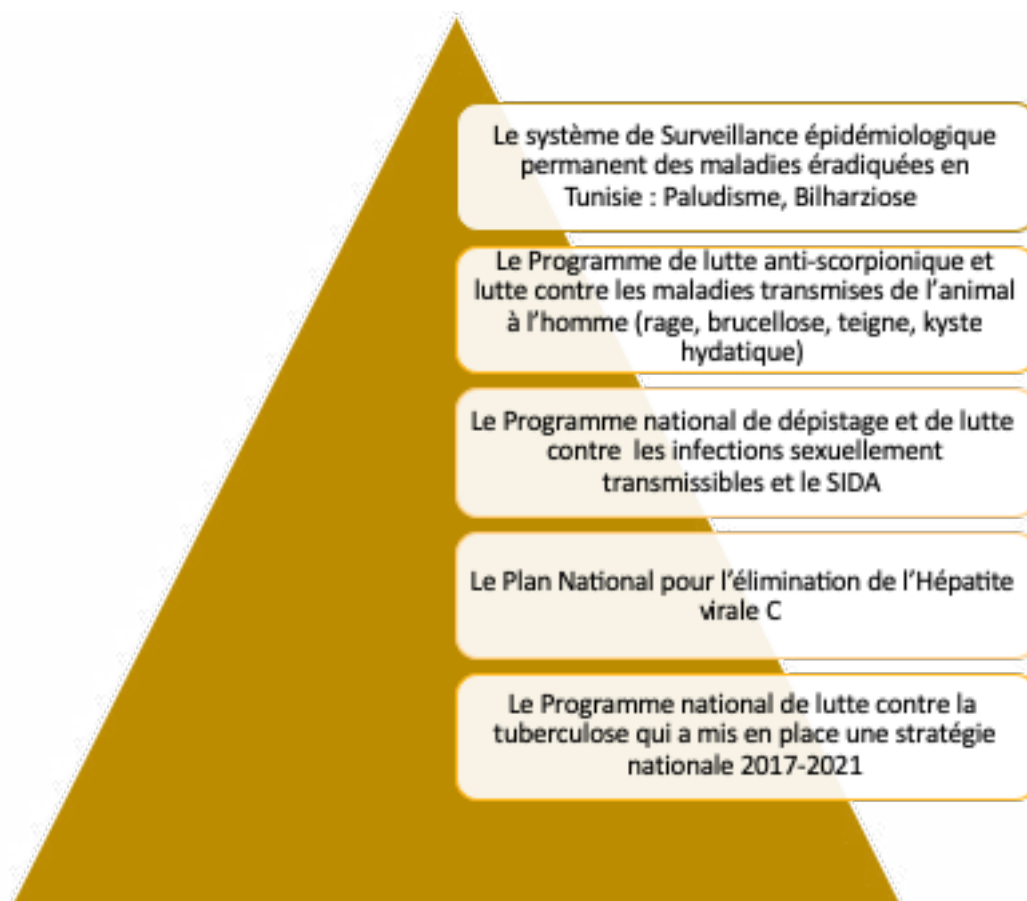 Le système de Surveillance épidémiologique
permanent des maladies éradiquées en
Tunisie : Paludisme, Bilharziose
Le Programme de lutte anti-scorpionique et
lutte contre les maladies transmises de l'animal
à l'homme (rage, brucellose, teigne, kyste
hydatique)
Le Programme national de dépistage et de lutte
contre les infections sexuellement
transmissibles et le SIDA
Le Plan National pour l'élimination de l'Hépatite
virale C
Le Programme national de lutte contre la
tuberculose qui a mis en place une stratégie
nationale 2017-2021